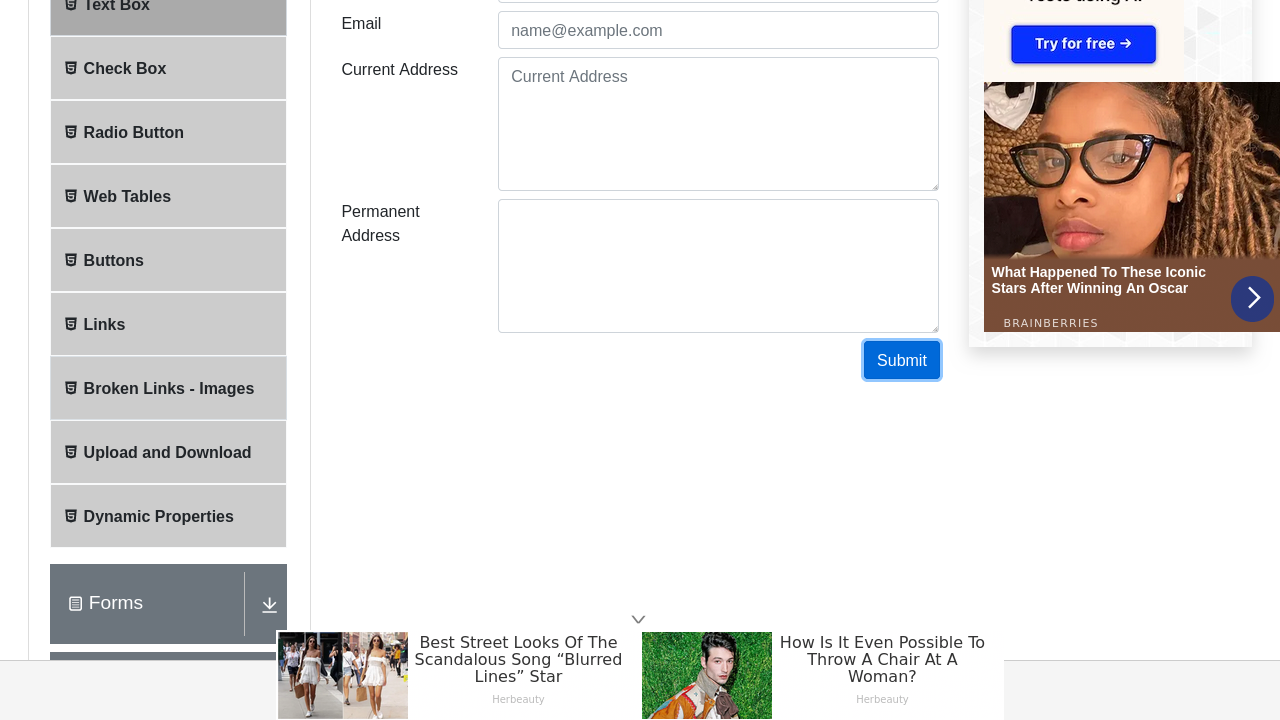 Text Box
Check Box
Radio Button
Web Tables
Buttons
Links
Broken Links - Images
Upload and Download
Dynamic Properties
Forms
Email
name@example.com
Current Address
Current Address
Permanent
Address
Submit
Try for free →
What Happened To These Iconic
Stars After Winning An Oscar
BRAINBERRIES
Best Street Looks Of The
Scandalous Song “Blurred
Lines” Star
Herbeauty
How Is It Even Possible To
Throw A Chair At A
Woman?
Herbeauty